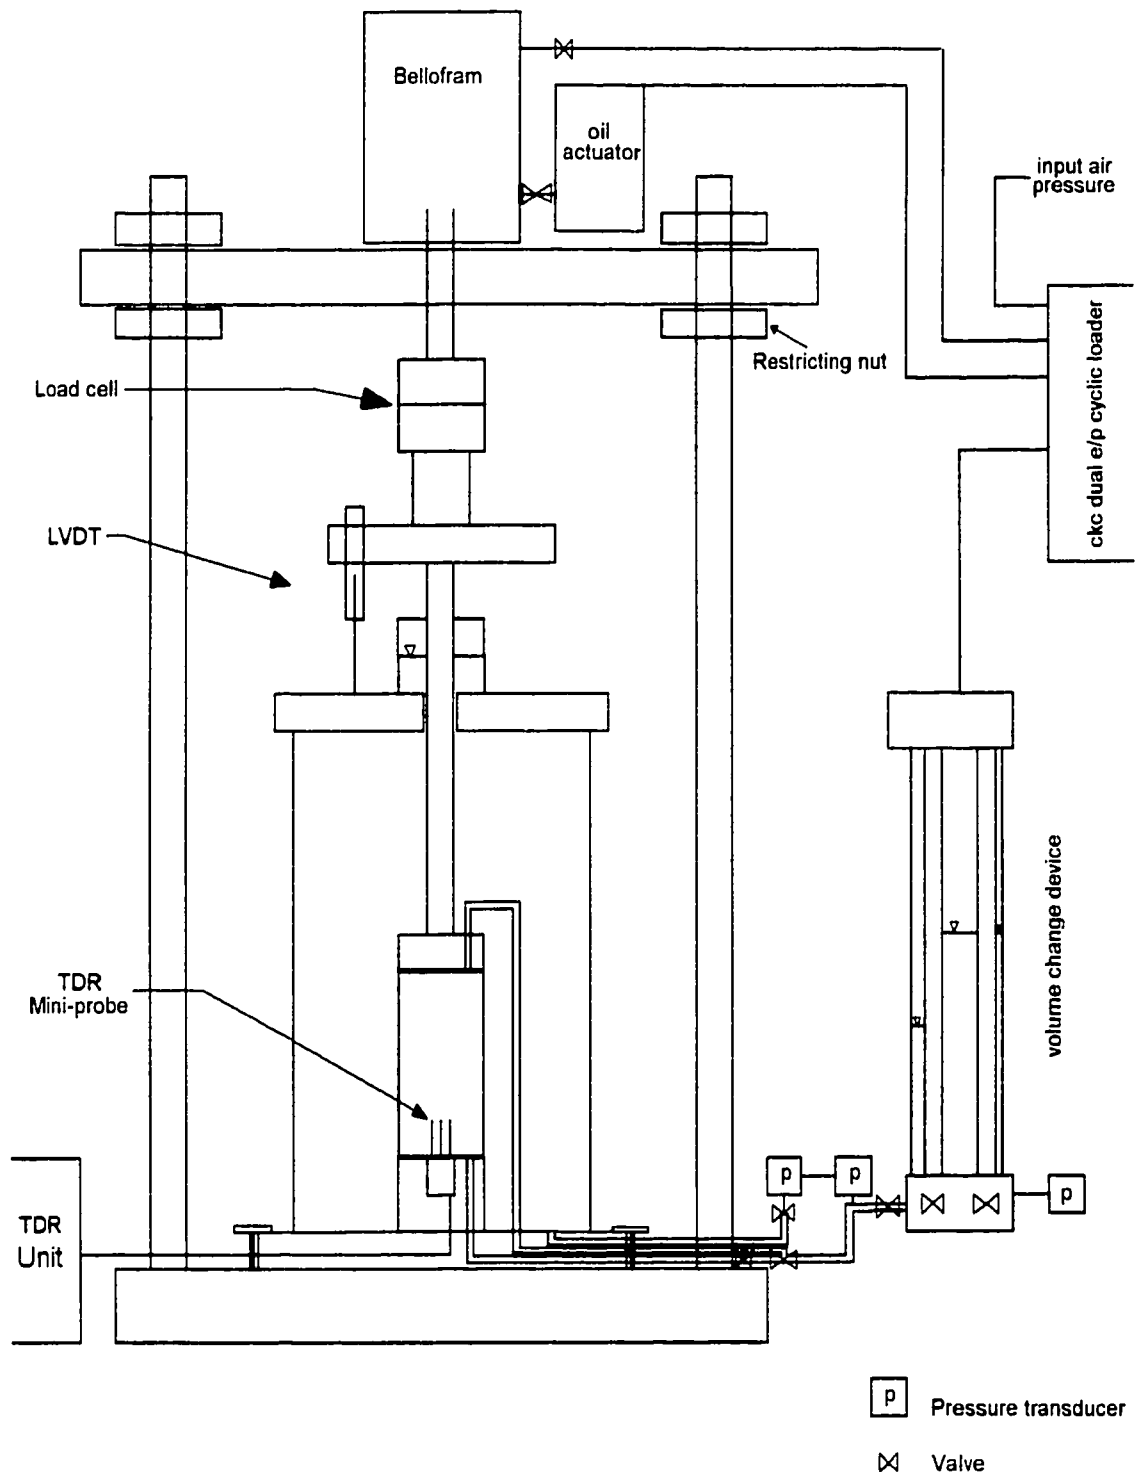 Bellofram
oil
actuator
input air
pressure
Restricting nut
Load cell
ckc dual e/p cyclic loader
LVDT
volume change device
TDR
Mini-probe
p
p
p
TDR
Unit
p
Pressure transducer
Valve